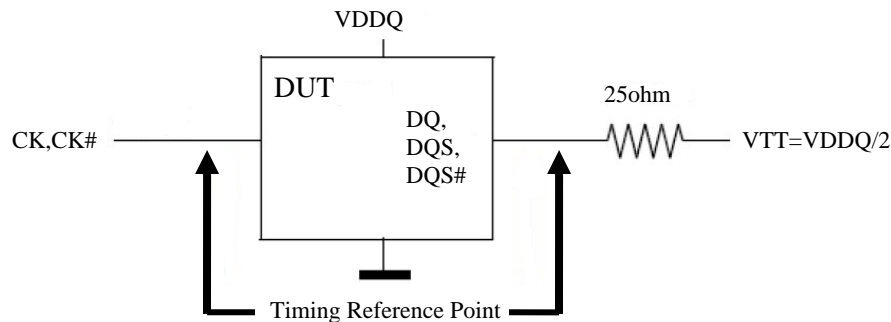 VDDQ
DUT
25ohm
CK,CK#
DQ,
DQS,
DQS#
VTT=VDDQ/2
Timing Reference Point